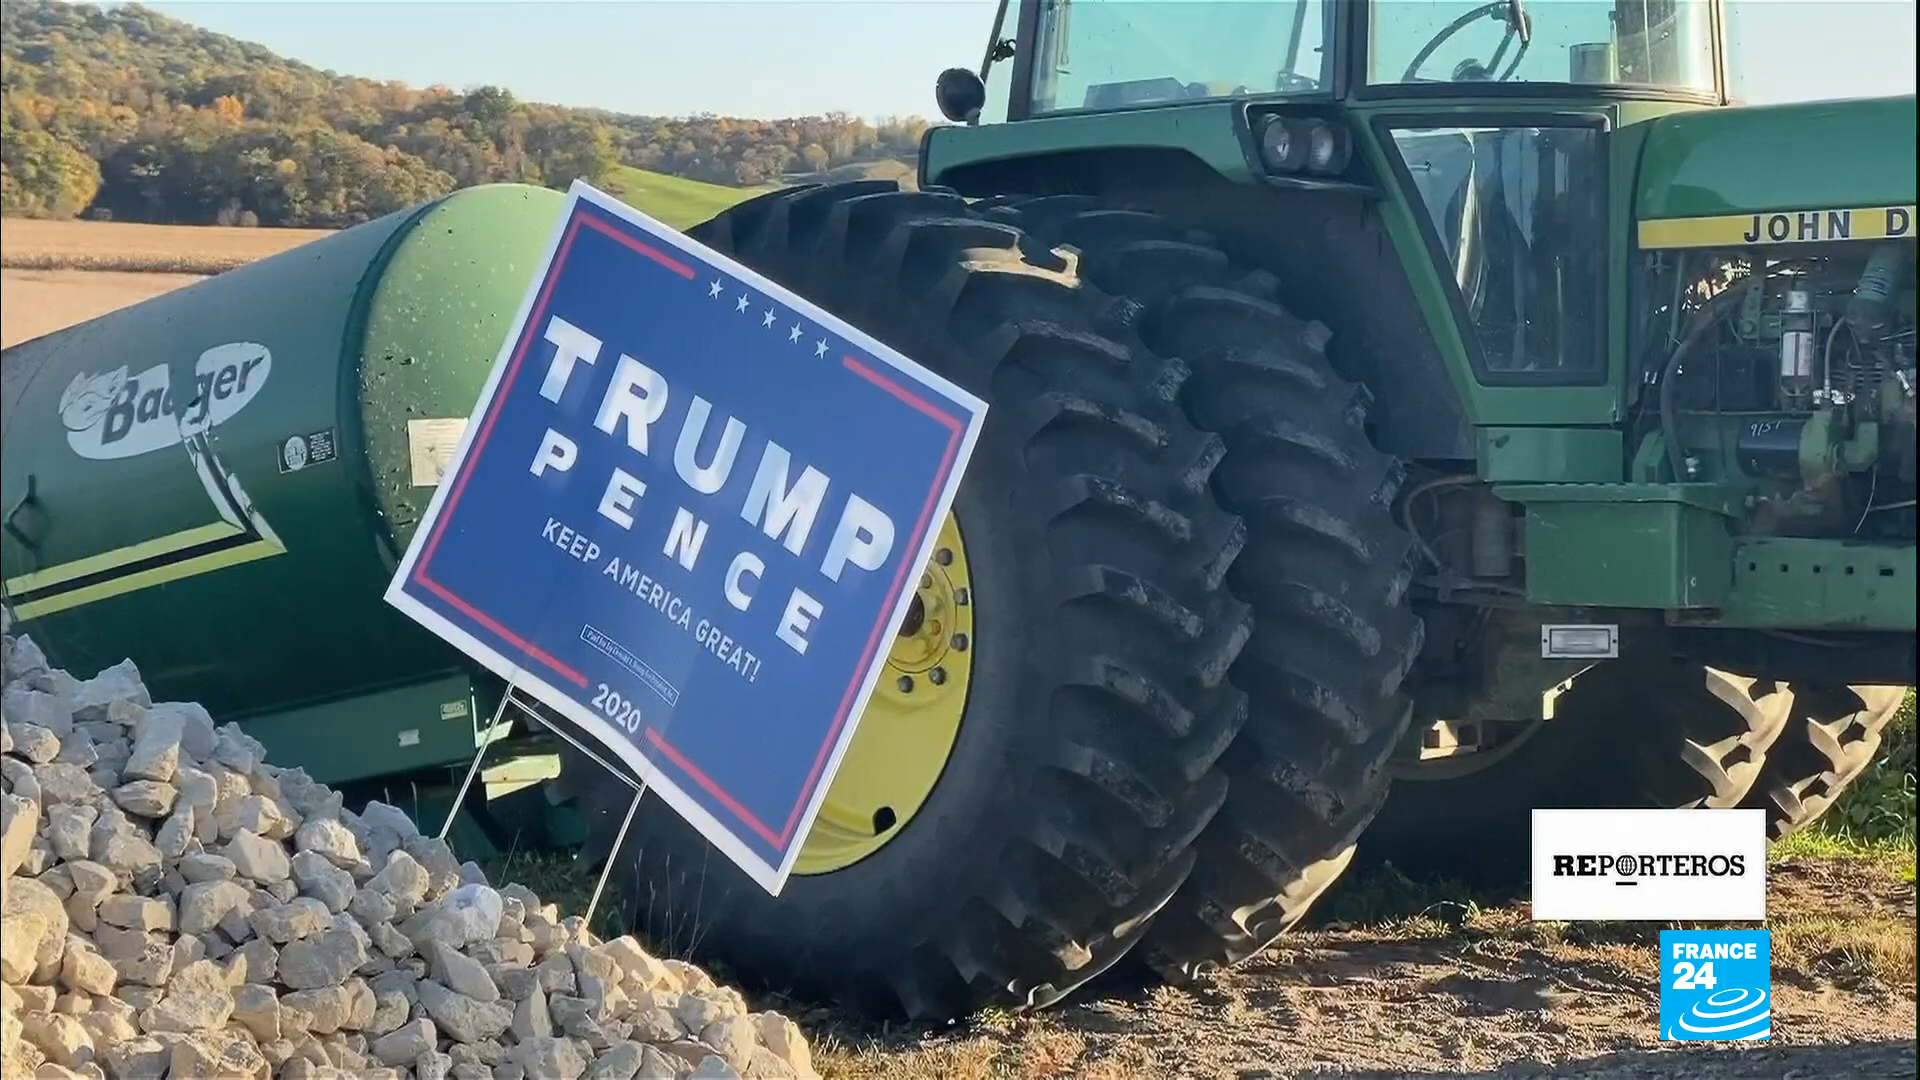 JOHN D
Badger
TRUMP
PENCE
KEEP AMERICA GREAT!
2020
REPORTEROS
FRANCE
24